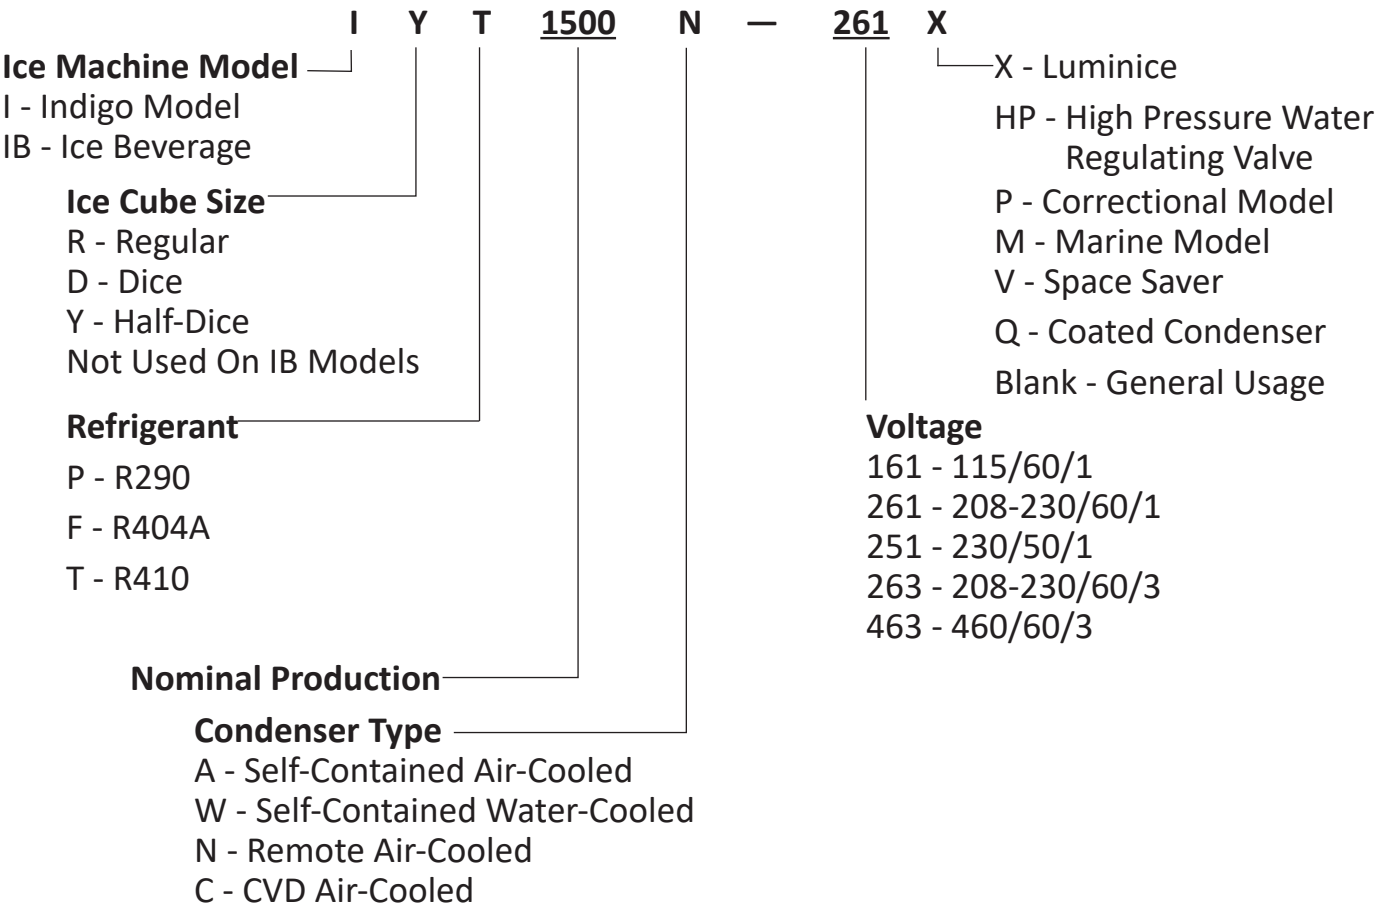 I Y T 1500 N — 261 X
Ice Machine Model
I - Indigo Model
IB - Ice Beverage
Ice Cube Size
R - Regular
D - Dice
Y - Half-Dice
Not Used On IB Models
Refrigerant
P - R290
F - R404A
T - R410
Nominal Production
Condenser Type
A - Self-Contained Air-Cooled
W - Self-Contained Water-Cooled
N - Remote Air-Cooled
C - CVD Air-Cooled
X - Luminice
HP - High Pressure Water
Regulating Valve
P - Correctional Model
M - Marine Model
V - Space Saver
Q - Coated Condenser
Blank - General Usage
Voltage
161 - 115/60/1
261 - 208-230/60/1
251 - 230/50/1
263 - 208-230/60/3
463 - 460/60/3